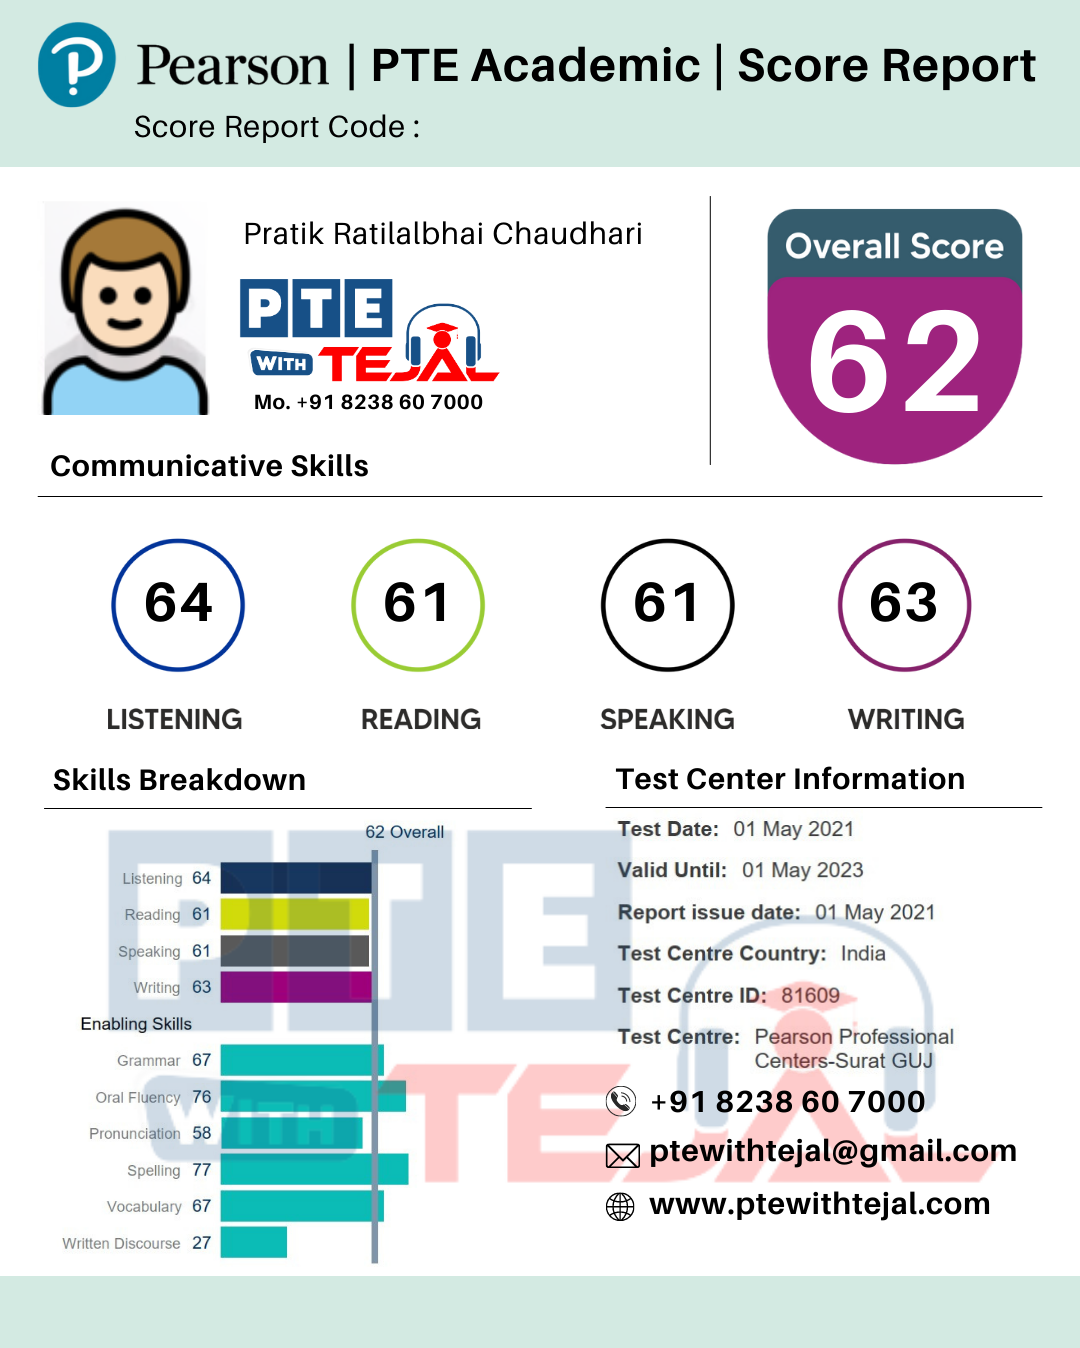 Pearson | PTE Academic | Score Report
Score Report Code :
Pratik Ratilalbhai Chaudhari
PTE
WITH TEJAL
Mo. +91 8238 60 7000
Overall Score
62
Communicative Skills
64 61 61 63
LISTENING READING SPEAKING WRITING
Skills Breakdown
62 Overall
Listening 64
Reading 61
Speaking 61
Writing 63
Enabling Skills
Grammar 67
Oral Fluency 76
Pronunciation 58
Spelling 77
Vocabulary 67
Written Discourse 27
Test Center Information
Test Date: 01 May 2021
Valid Until: 01 May 2023
Report issue date: 01 May 2021
Test Centre Country: India
Test Centre ID: 81609
Test Centre: Pearson Professional
Centers-Surat GUJ
+91 8238 60 7000
ptewithtejal@gmail.com
www.ptewithtejal.com
PTE
WITH TEJAL